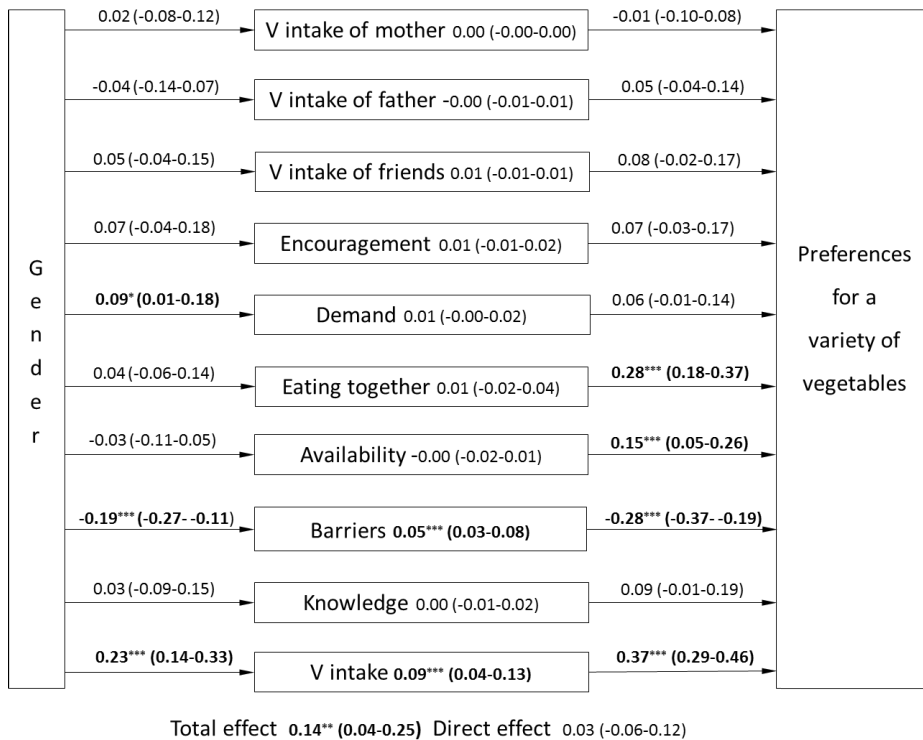 0.02 (-0.08-0.12)
V intake of mother 0.00 (-0.00-0.00)
-0.01 (-0.10-0.08)
-0.04 (-0.14-0.07)
V intake of father -0.00 (-0.01-0.01)
0.05 (-0.04-0.14)
0.05 (-0.04-0.15)
V intake of friends 0.01 (-0.01-0.01)
0.08 (-0.02-0.17)
0.07 (-0.04-0.18)
Encouragement 0.01 (-0.01-0.02)
0.07 (-0.03-0.17)
Gender
0.09* (0.01-0.18)
Demand 0.01 (-0.00-0.02)
0.06 (-0.01-0.14)
Preferences
for a
variety of
vegetables
0.04 (-0.06-0.14)
Eating together 0.01 (-0.02-0.04)
0.28*** (0.18-0.37)
-0.03 (-0.11-0.05)
Availability -0.00 (-0.02-0.01)
0.15*** (0.05-0.26)
-0.19*** (-0.27- -0.11)
Barriers 0.05*** (0.03-0.08)
-0.28*** (-0.37- -0.19)
0.03 (-0.09-0.15)
Knowledge 0.00 (-0.01-0.02)
0.09 (-0.01-0.19)
0.23*** (0.14-0.33)
V intake 0.09*** (0.04-0.13)
0.37*** (0.29-0.46)
Total effect 0.14** (0.04-0.25) Direct effect 0.03 (-0.06-0.12)